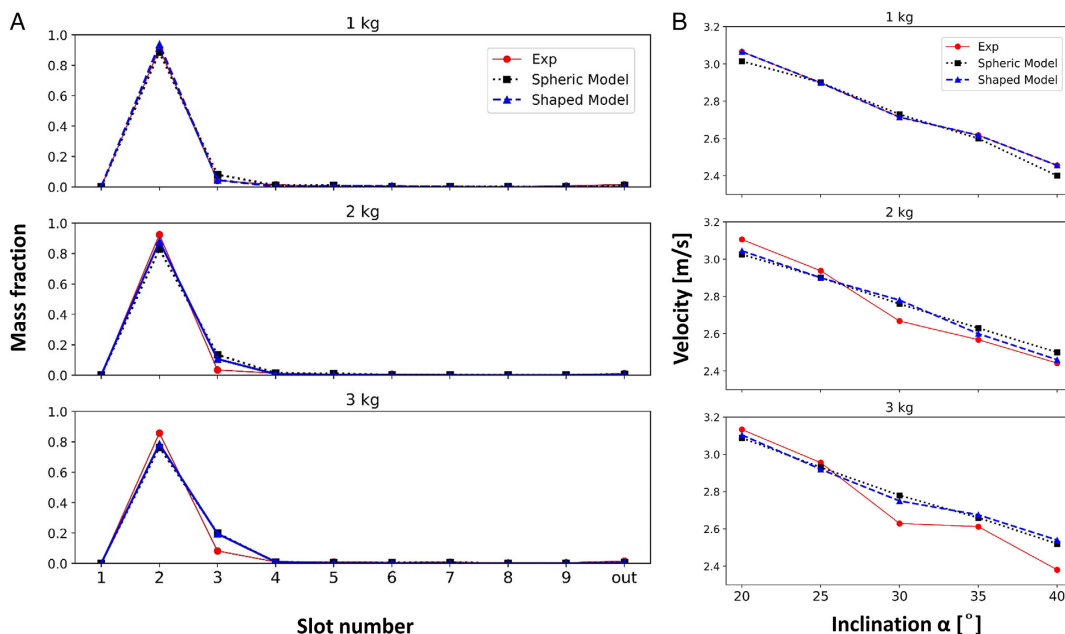 A
1 kg
1.0
0.8
0.6
0.4
0.2
0.0
Exp
Spheric Model
Shaped Model
2 kg
1.0
0.8
0.6
0.4
0.2
0.0
3 kg
1.0
0.8
0.6
0.4
0.2
0.0
1 2 3 4 5 6 7 8 9 out
Mass fraction
Slot number
B
1 kg
3.2
3.0
2.8
2.6
2.4
Exp
Spheric Model
Shaped Model
2 kg
3.2
3.0
2.8
2.6
2.4
3 kg
3.2
3.0
2.8
2.6
2.4
20 25 30 35 40
Velocity [m/s]
Inclination α [°]